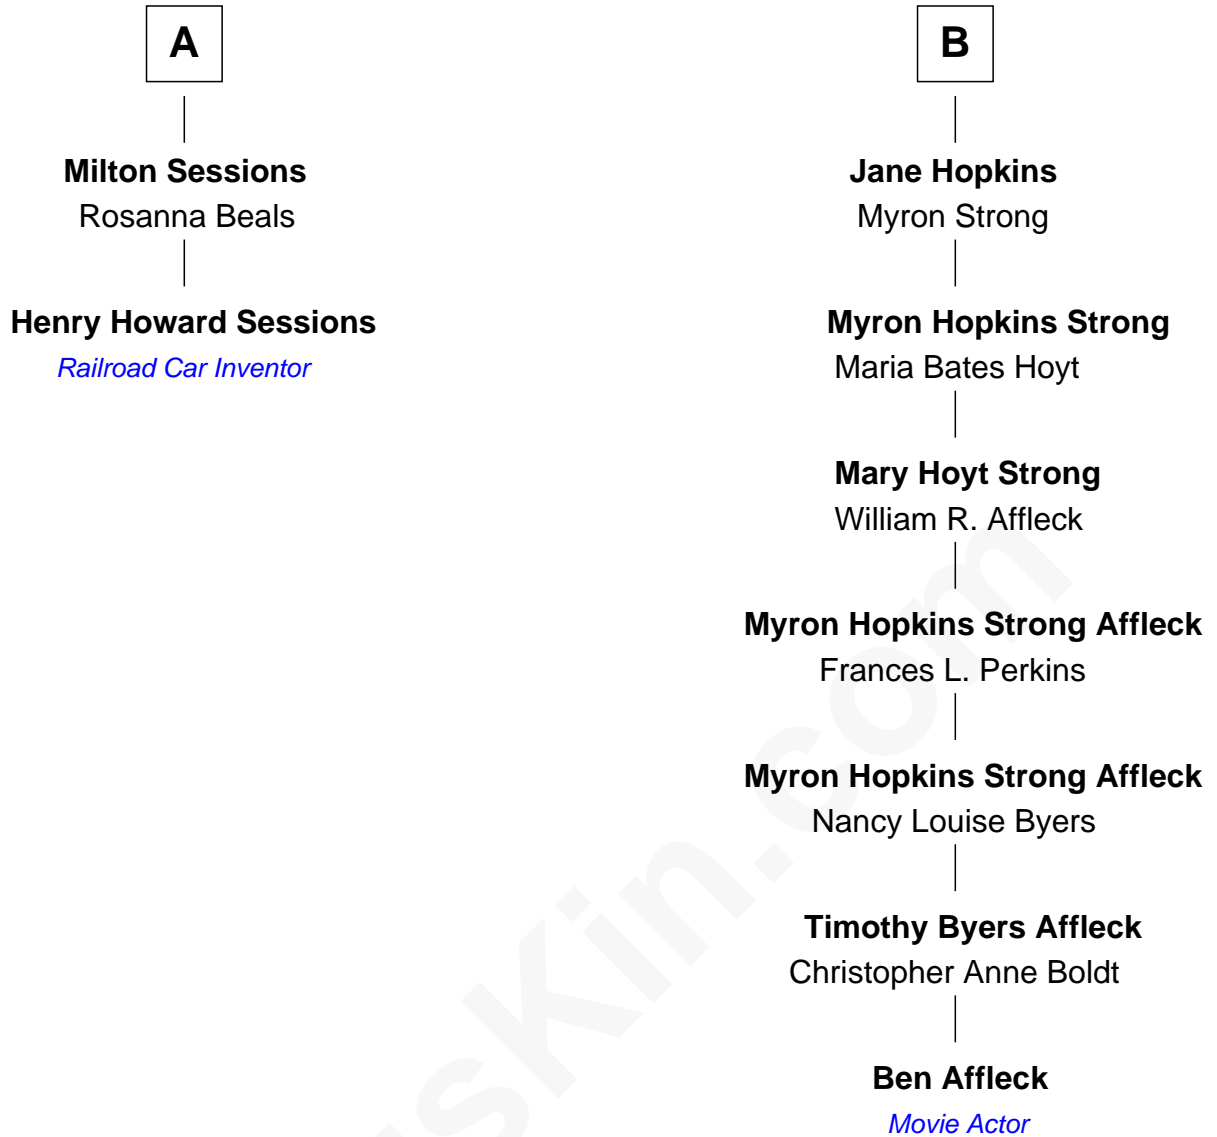 A
Milton Sessions
Rosanna Beals
Henry Howard Sessions
Railroad Car Inventor
B
Jane Hopkins
Myron Strong
Myron Hopkins Strong
Maria Bates Hoyt
Mary Hoyt Strong
William R. Affleck
Myron Hopkins Strong Affleck
Frances L. Perkins
Myron Hopkins Strong Affleck
Nancy Louise Byers
Timothy Byers Affleck
Christopher Anne Boldt
Ben Affleck
Movie Actor
usKin.com